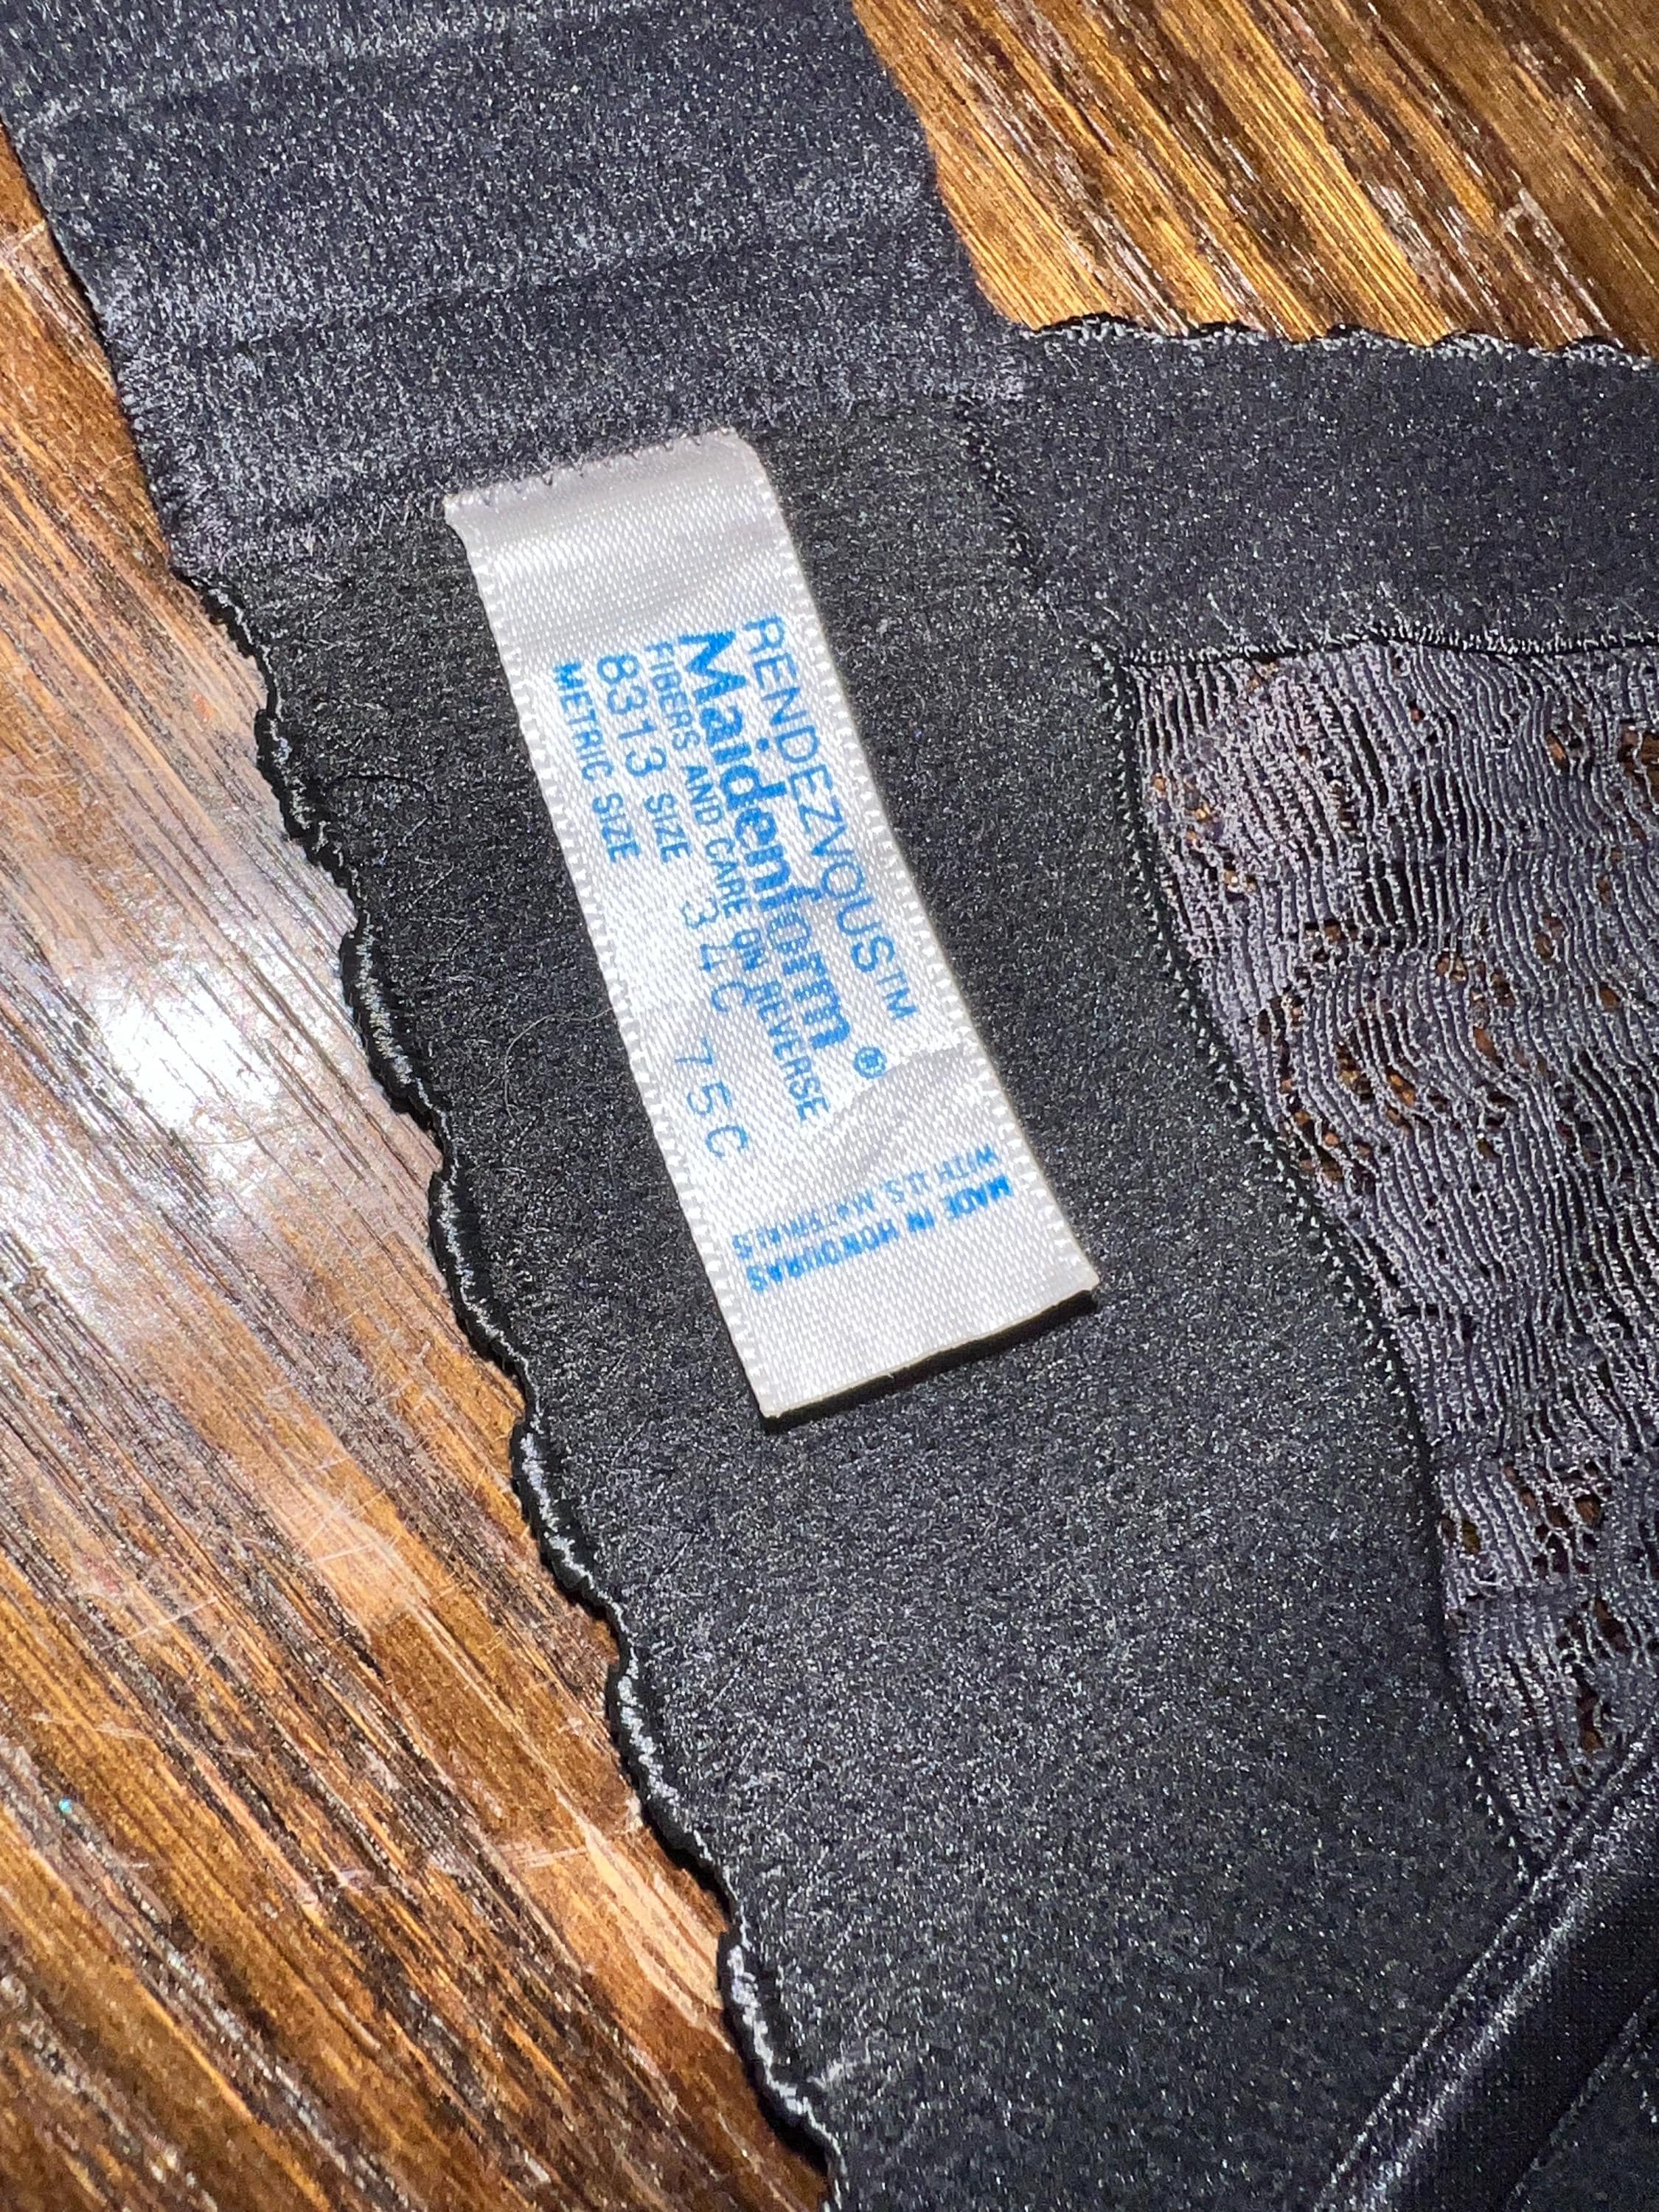 RENDEZVOUS™
Maidenform®
FIBERS AND CARE ON REVERSE
8313 SIZE 34C
METRIC SIZE 75C
MADE IN HONDURAS
WITH U.S. MATERIALS